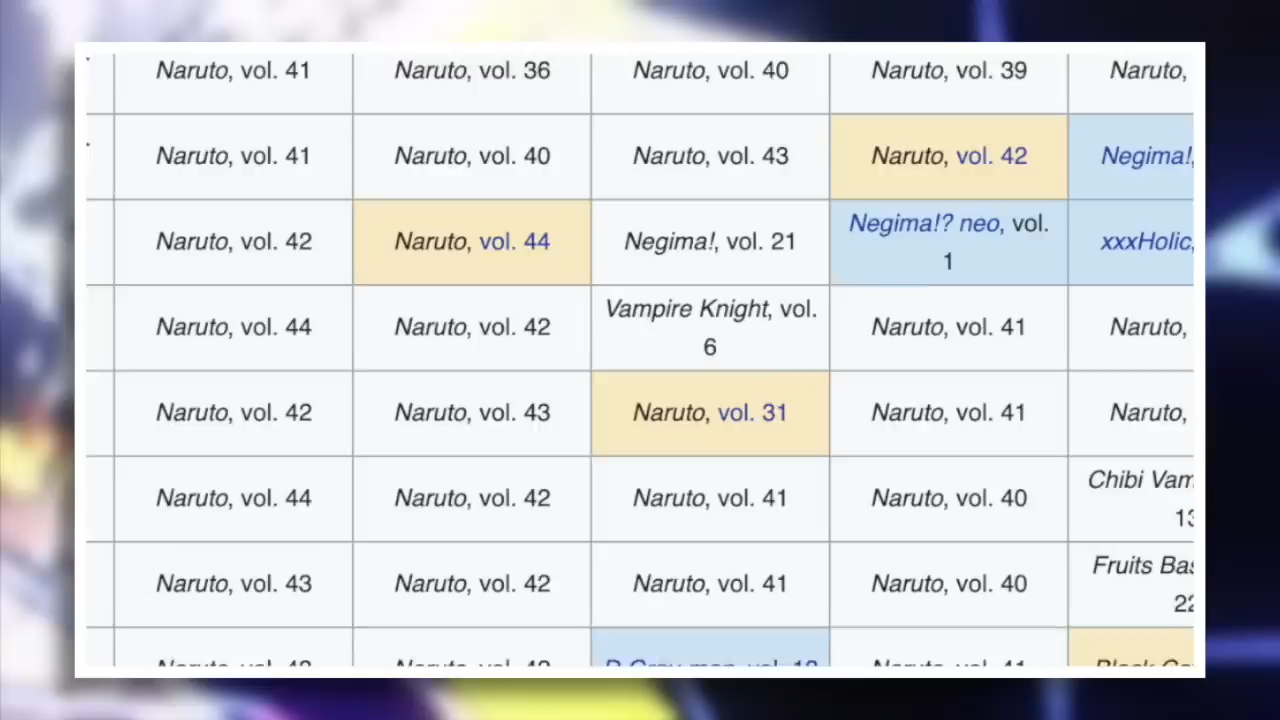 Naruto, vol. 41 Naruto, vol. 36 Naruto, vol. 40 Naruto, vol. 39 Naruto,
Naruto, vol. 41 Naruto, vol. 40 Naruto, vol. 43 Naruto, vol. 42 Negima!,
Naruto, vol. 42 Naruto, vol. 44 Negima!, vol. 21 Negima!? neo, vol. xxxHolic,
1
Naruto, vol. 44 Naruto, vol. 42 Vampire Knight, vol. Naruto, vol. 41 Naruto,
6
Naruto, vol. 42 Naruto, vol. 43 Naruto, vol. 31 Naruto, vol. 41 Naruto,
Naruto, vol. 44 Naruto, vol. 42 Naruto, vol. 41 Naruto, vol. 40 Chibi Vam
13
Naruto, vol. 43 Naruto, vol. 42 Naruto, vol. 41 Naruto, vol. 40 Fruits Bas
22